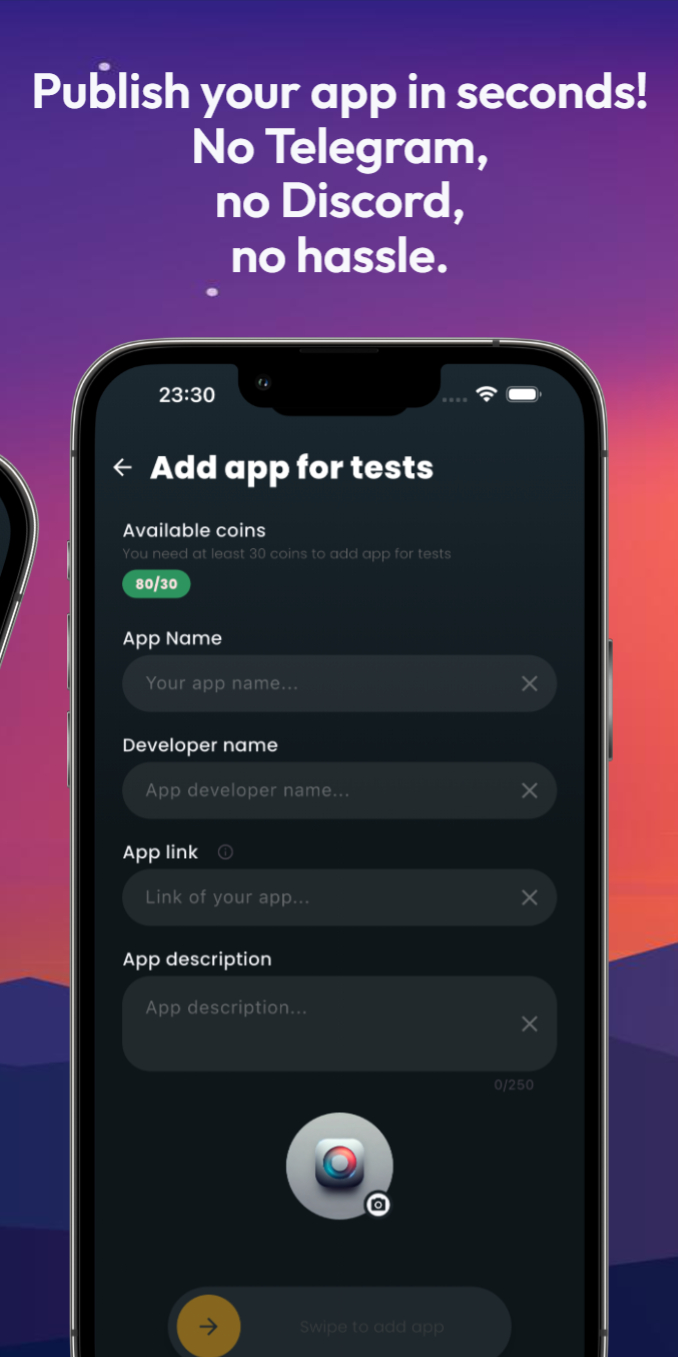 Publish your app in seconds!
No Telegram,
no Discord,
no hassle.
23:30
Add app for tests
Available coins
You need at least 30 coins to add app for tests
80/30
App Name
Your app name...
Developer name
App developer name...
App link
Link of your app...
App description
App description...
0/250
Swipe to add app